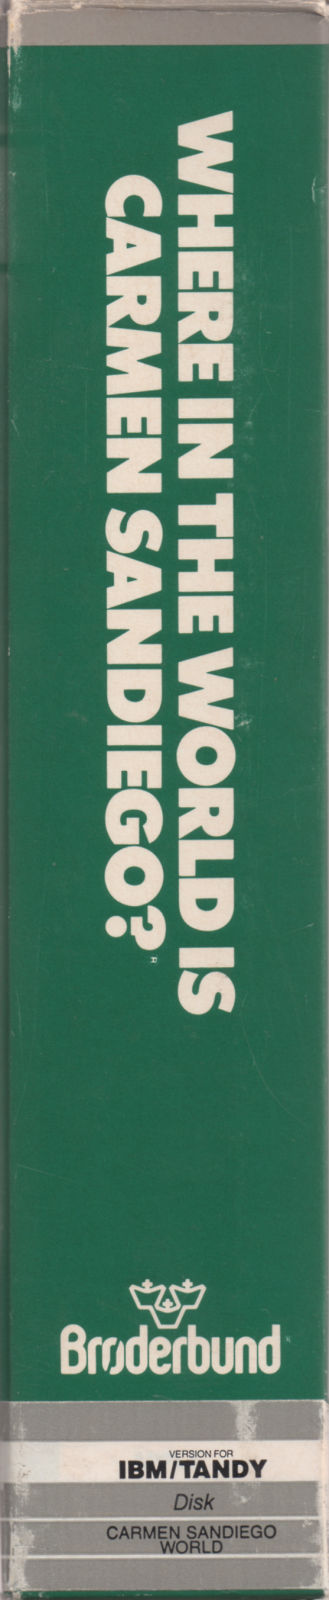 WHERE IN THE WORLD IS
CARMEN SANDIEGO?
Brøderbund
VERSION FOR
IBM/TANDY
Disk
CARMEN SANDIEGO
WORLD